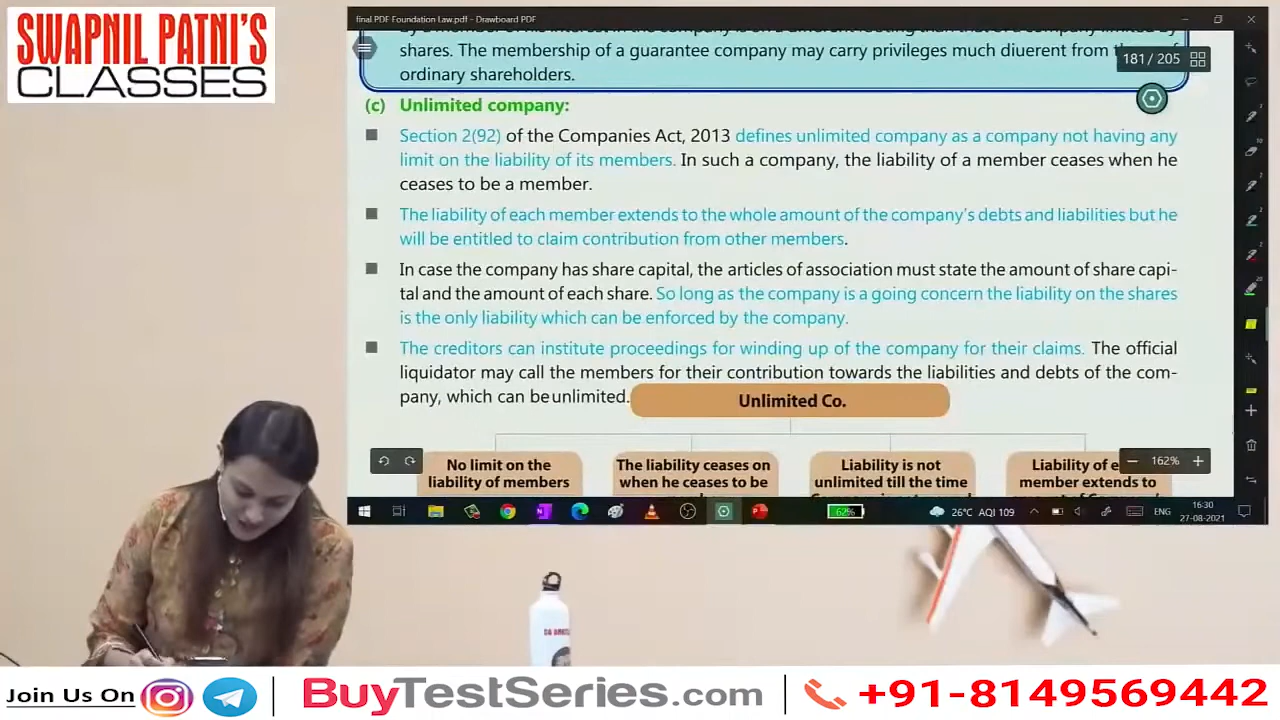 SWAPNIL PATNI'S
CLASSES
final.PDF Foundation Law.pdf - Drawboard PDF
shares. The membership of a guarantee company may carry privileges much diuerent from
181 / 205
ordinary shareholders.
(c) Unlimited company:
■ Section 2(92) of the Companies Act, 2013 defines unlimited company as a company not having any
limit on the liability of its members. In such a company, the liability of a member ceases when he
ceases to be a member.
■ The liability of each member extends to the whole amount of the company's debts and liabilities but he
will be entitled to claim contribution from other members.
■ In case the company has share capital, the articles of association must state the amount of share capi-
tal and the amount of each share. So long as the company is a going concern the liability on the shares
is the only liability which can be enforced by the company.
■ The creditors can institute proceedings for winding up of the company for their claims. The official
liquidator may call the members for their contribution towards the liabilities and debts of the com-
pany, which can be unlimited.
Unlimited Co.
No limit on the
liability of members
The liability ceases on
when he ceases to be
Liability is not
unlimited till the time
Liability of e
member extends to
162%
62%
26°C AQI 109
ENG
16:30
27-08-2021
Join Us On
BuyTestSeries.com
+91-8149569442